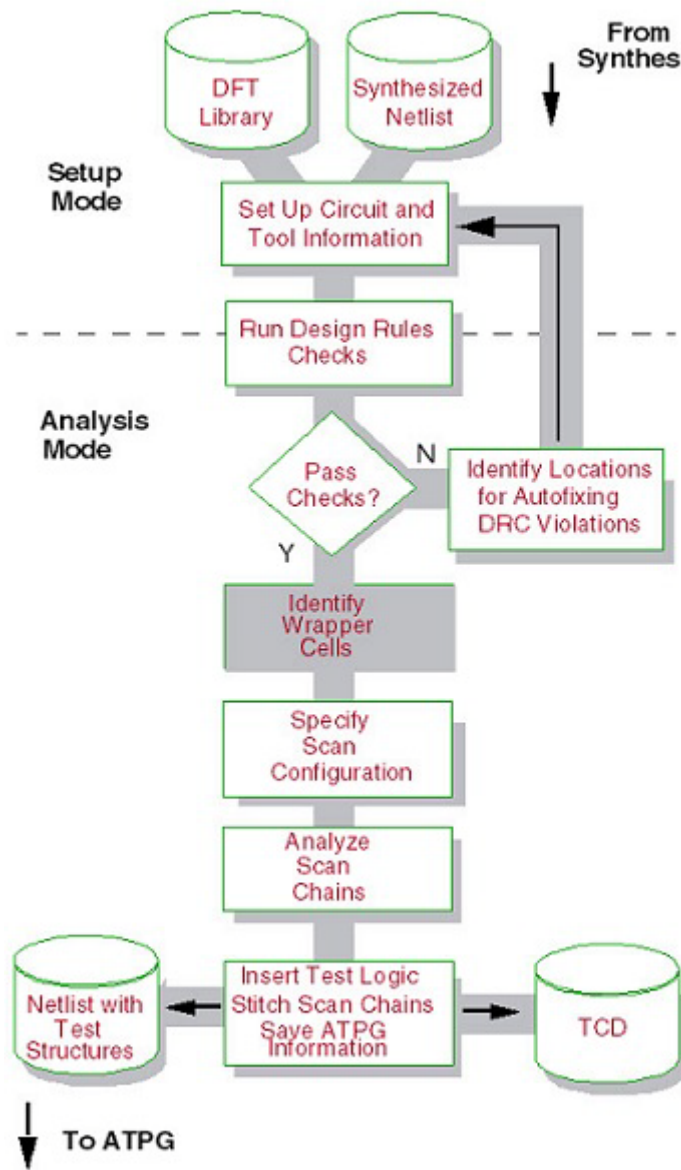 From
Synthes
DFT
Library
Synthesized
Netlist
Setup
Mode
Set Up Circuit and
Tool Information
Run Design Rules
Checks
Analysis
Mode
Pass
Checks?
N
Identify Locations
for Autofixing
DRC Violations
Y
Identify
Wrapper
Cells
Specify
Scan
Configuration
Analyze
Scan
Chains
Insert Test Logic
Stitch Scan Chains
Save ATPG
Information
Netlist with
Test
Structures
TCD
To ATPG